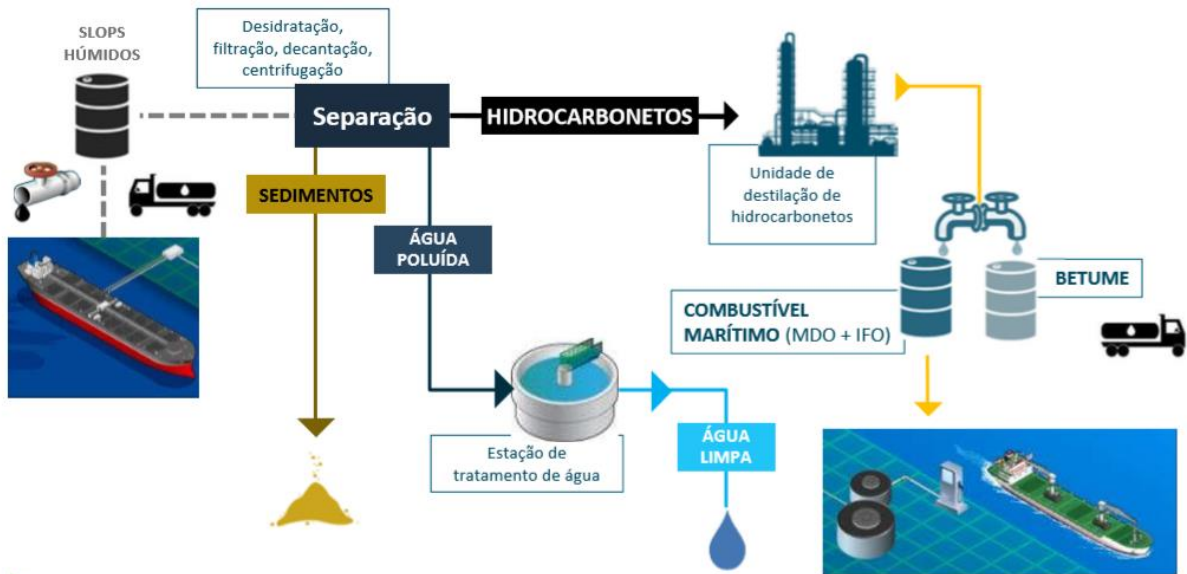 SLOPS
HÚMIDOS
Desidratação,
filtração, decantação,
centrifugação
Separação
HIDROCARBONETOS
SEDIMENTOS
ÁGUA
POLUÍDA
Unidade de
destilação de
hidrocarbonetos
COMBUSTÍVEL
MARÍTIMO (MDO + IFO)
BETUME
Estação de
tratamento de água
ÁGUA
LIMPA